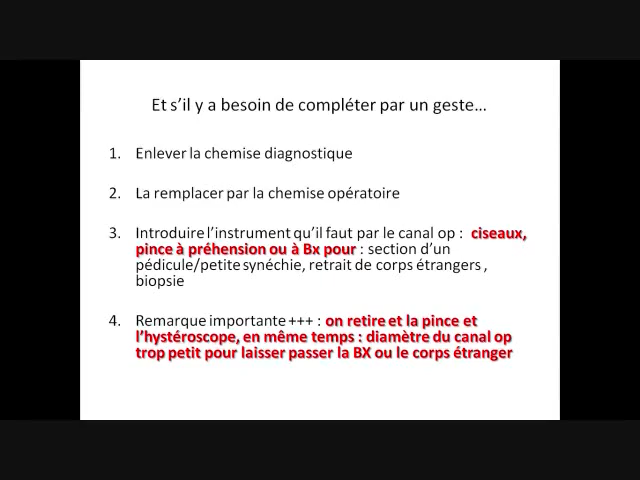 Et s'il y a besoin de compléter par un geste…
1. Enlever la chemise diagnostique
2. La remplacer par la chemise opératoire
3. Introduire l'instrument qu'il faut par le canal op : ciseaux,
pince à préhension ou à Bx pour : section d'un
pédicule/petite synéchie, retrait de corps étrangers ,
biopsie
4. Remarque importante +++ : on retire et la pince et
l'hystéroscope, en même temps : diamètre du canal op
trop petit pour laisser passer la BX ou le corps étranger